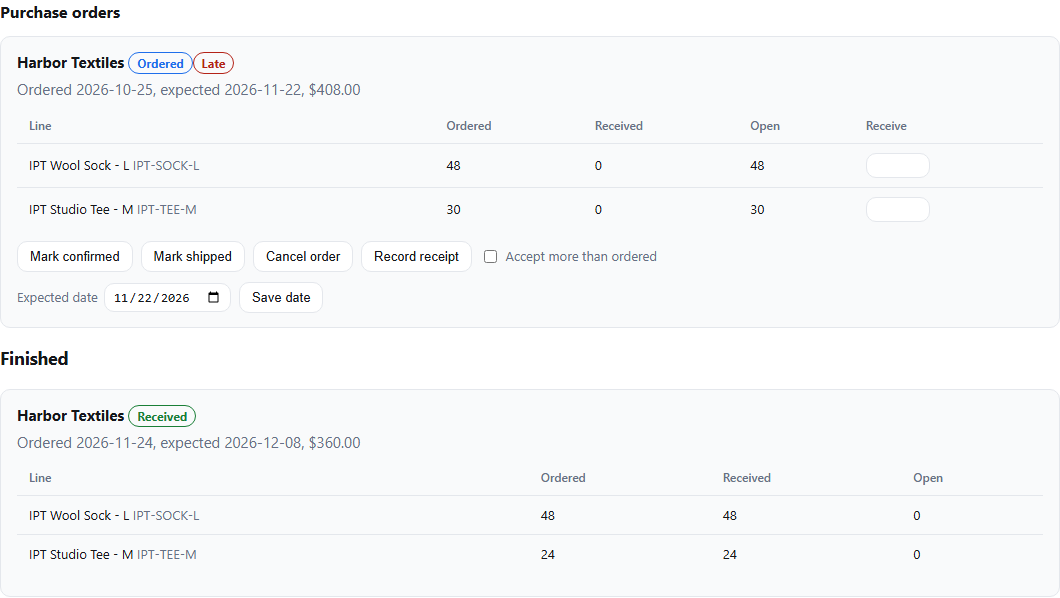 Purchase orders
Harbor Textiles Ordered Late
Ordered 2026-10-25, expected 2026-11-22, $408.00
Line Ordered Received Open Receive
IPT Wool Sock - L IPT-SOCK-L 48 0 48
IPT Studio Tee - M IPT-TEE-M 30 0 30
Mark confirmed Mark shipped Cancel order Record receipt Accept more than ordered
Expected date 11/22/2026 Save date
Finished
Harbor Textiles Received
Ordered 2026-11-24, expected 2026-12-08, $360.00
Line Ordered Received Open
IPT Wool Sock - L IPT-SOCK-L 48 48 0
IPT Studio Tee - M IPT-TEE-M 24 24 0